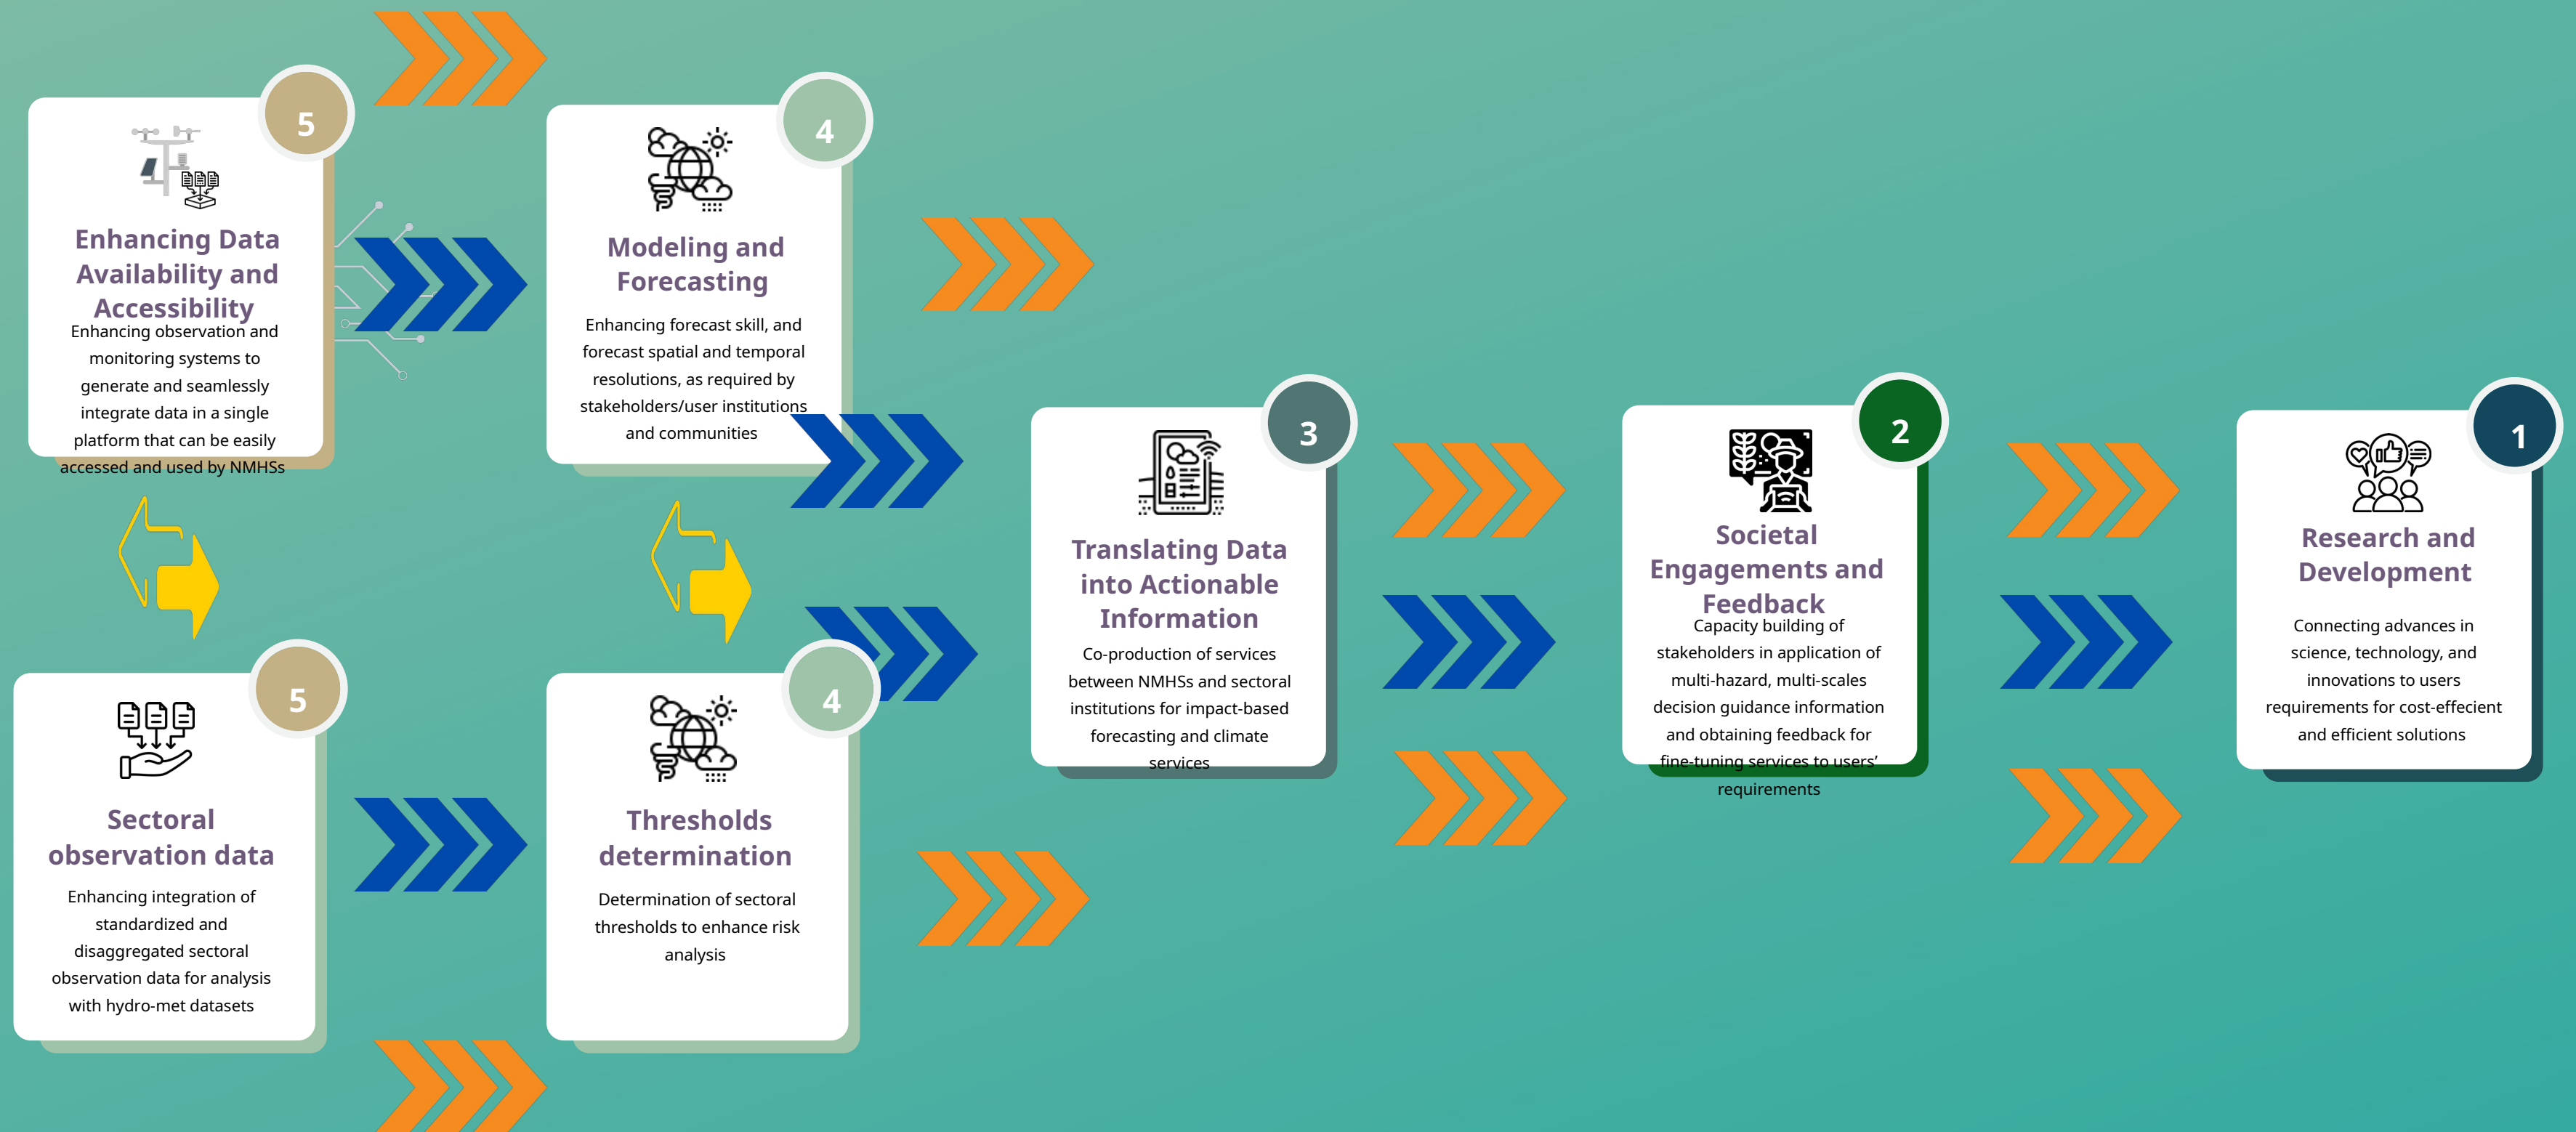 5
Enhancing Data
Availability and
Accessibility
Enhancing observation and
monitoring systems to
generate and seamlessly
integrate data in a single
platform that can be easily
accessed and used by NMHSs
4
Modeling and
Forecasting
Enhancing forecast skill, and
forecast spatial and temporal
resolutions, as required by
stakeholders/user institutions
and communities
5
Sectoral
observation data
Enhancing integration of
standardized and
disaggregated sectoral
observation data for analysis
with hydro-met datasets
4
Thresholds
determination
Determination of sectoral
thresholds to enhance risk
analysis
3
Translating Data
into Actionable
Information
Co-production of services
between NMHSs and sectoral
institutions for impact-based
forecasting and climate
services
2
Societal
Engagements and
Feedback
Capacity building of
stakeholders in application of
multi-hazard, multi-scales
decision guidance information
and obtaining feedback for
fine-tuning services to users’
requirements
1
Research and
Development
Connecting advances in
science, technology, and
innovations to users
requirements for cost-effecient
and efficient solutions